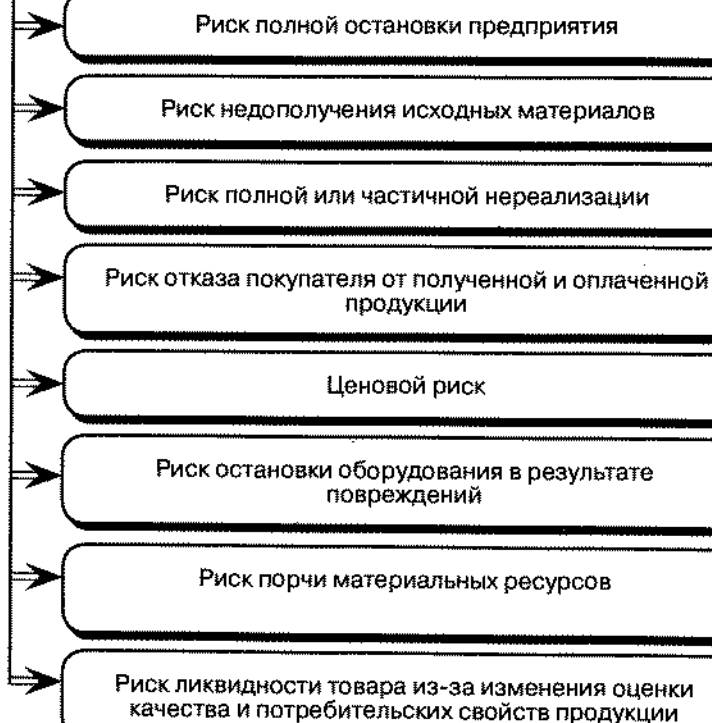 Риск полной остановки предприятия
Риск недополучения исходных материалов
Риск полной или частичной нереализации
Риск отказа покупателя от полученной и оплаченной
продукции
Ценовой риск
Риск остановки оборудования в результате
повреждений
Риск порчи материальных ресурсов
Риск ликвидности товара из-за изменения оценки
качества и потребительских свойств продукции